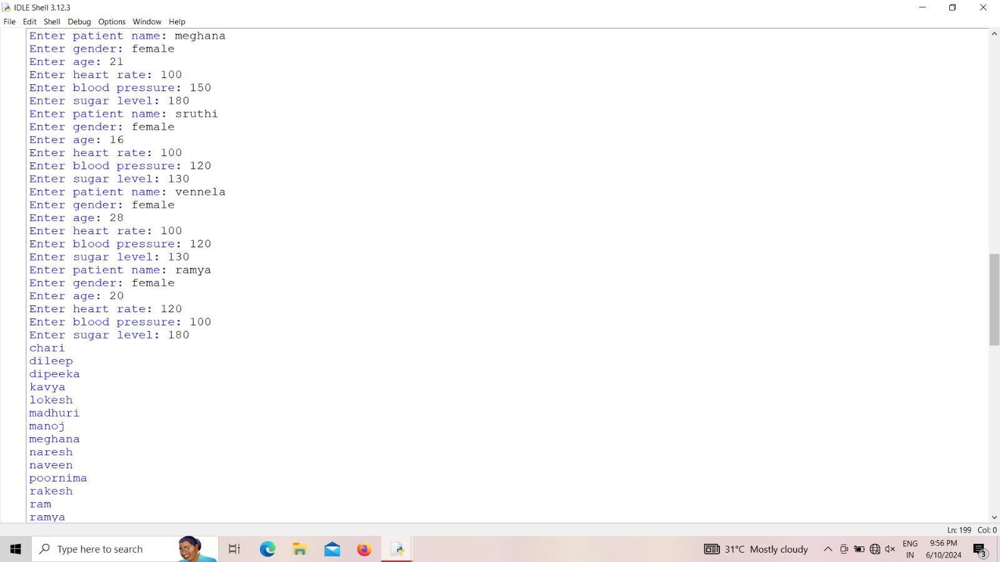 IDLE Shell 3.12.3
File Edit Shell Debug Options Window Help
Enter patient name: meghana
Enter gender: female
Enter age: 21
Enter heart rate: 100
Enter blood pressure: 150
Enter sugar level: 180
Enter patient name: sruthi
Enter gender: female
Enter age: 16
Enter heart rate: 100
Enter blood pressure: 120
Enter sugar level: 130
Enter patient name: vennela
Enter gender: female
Enter age: 28
Enter heart rate: 100
Enter blood pressure: 120
Enter sugar level: 130
Enter patient name: ramya
Enter gender: female
Enter age: 20
Enter heart rate: 120
Enter blood pressure: 100
Enter sugar level: 180
chari
dileep
dipeeka
kavya
lokesh
madhuri
manoj
meghana
naresh
naveen
poornima
rakesh
ram
ramya
Ln: 199 Col: 0
Type here to search
31°C Mostly cloudy
ENG
IN
9:56 PM
6/10/2024
3